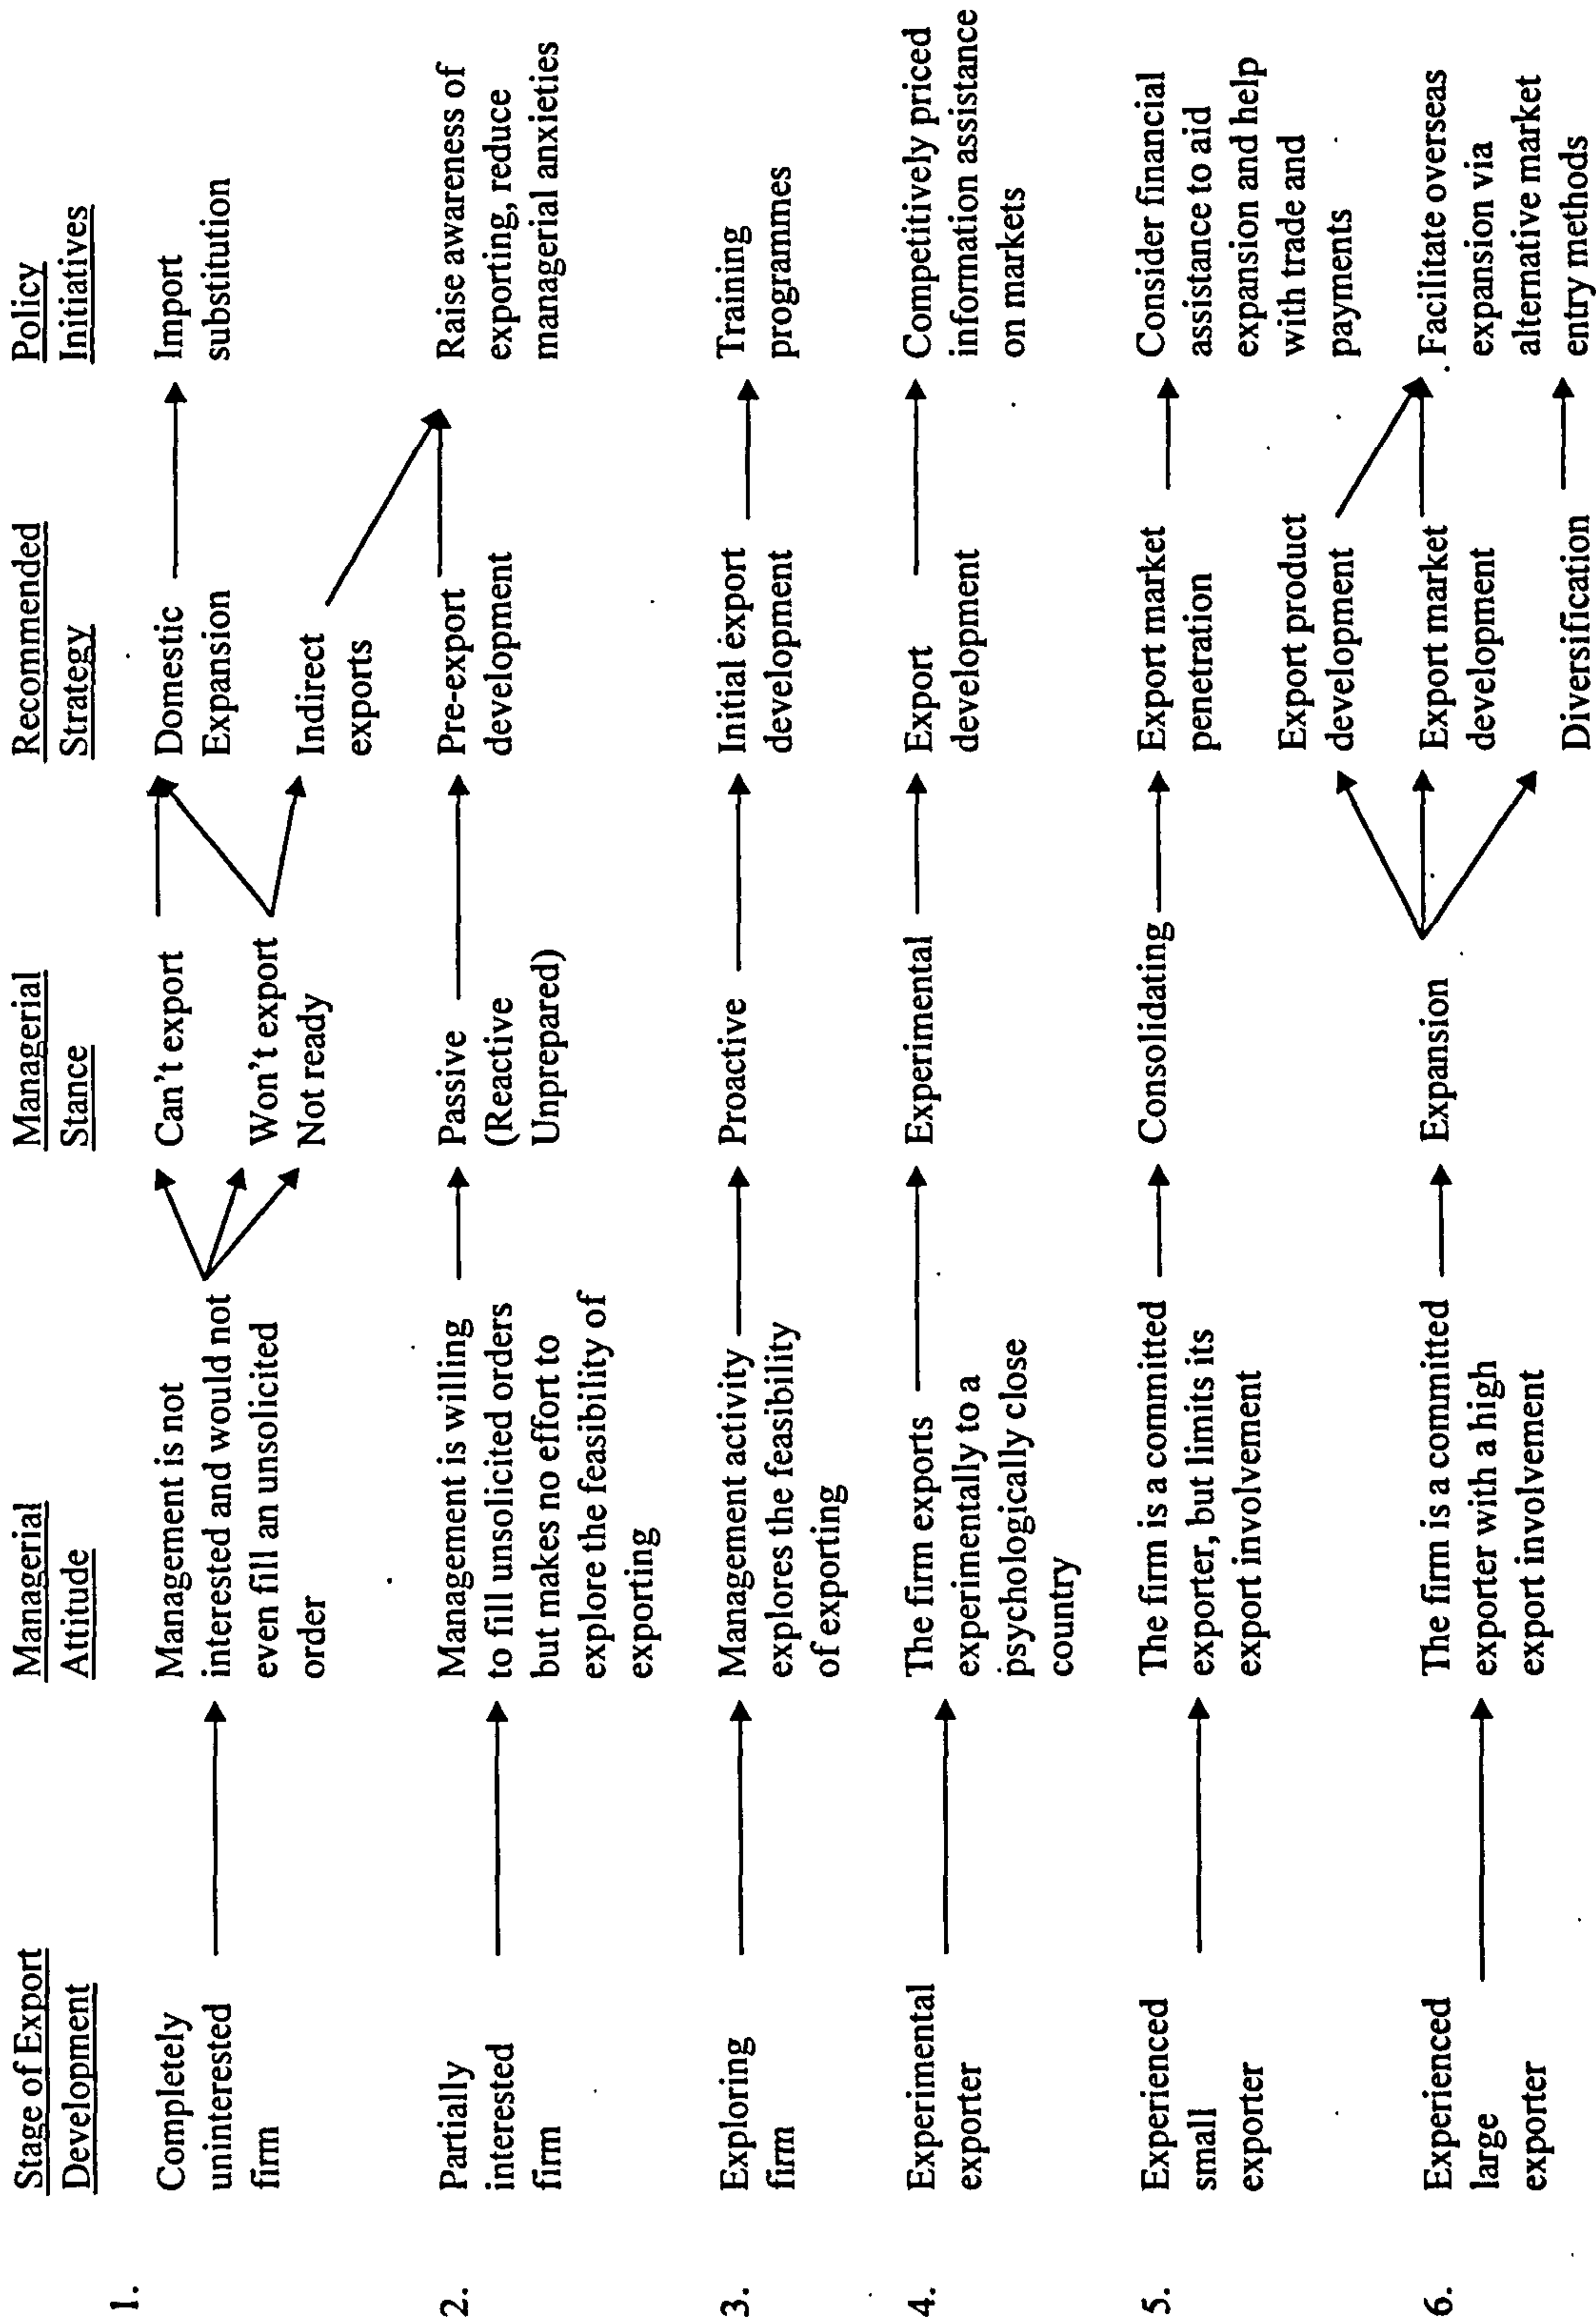 Stage of Export
Development
Managerial
Attitude
Managerial
Stance
Recommended
Strategy
Policy
Initiatives
1.
Completely
uninterested
firm
Management is not
interested and would not
even fill an unsolicited
order
Can't export
Won't export
Not ready
Domestic
Expansion
Indirect
exports
Import
substitution
2.
Partially
interested
firm
Management is willing
to fill unsolicited orders
but makes no effort to
explore the feasibility of
exporting
Passive
(Reactive
Unprepared)
Pre-export
development
Raise awareness of
exporting, reduce
managerial anxieties
3.
Exploring
firm
Management activity
explores the feasibility
of exporting
Proactive
Initial export
development
Training
programmes
4.
Experimental
exporter
The firm exports
experimentally to a
psychologically close
country
Experimental
Export
development
Competitively priced
information assistance
on markets
5.
Experienced
small
exporter
The firm is a committed
exporter, but limits its
export involvement
Consolidating
Export market
penetration
Consider financial
assistance to aid
expansion and help
with trade and
payments
6.
Experienced
large
exporter
The firm is a committed
exporter with a high
export involvement
Expansion
Export product
development
Export market
development
Diversification
Facilitate overseas
expansion via
alternative market
entry methods